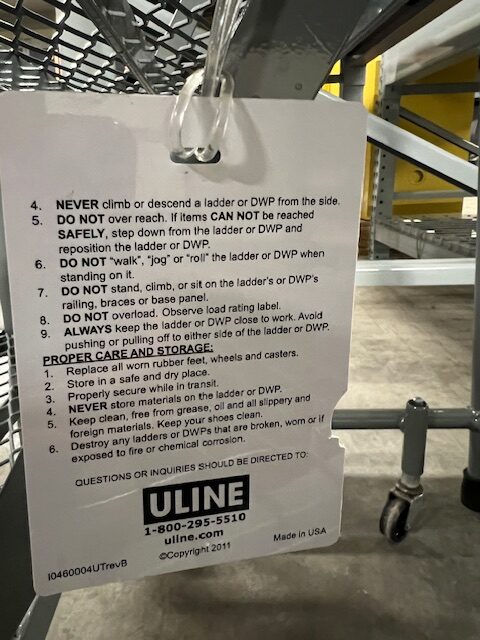 4. NEVER climb or descend a ladder or DWP from the side.
5. DO NOT over reach. If items CAN NOT be reached
SAFELY, step down from the ladder or DWP and
reposition the ladder or DWP.
6. DO NOT "walk", "jog" or "roll" the ladder or DWP when
standing on it.
7. DO NOT stand, climb, or sit on the ladder's or DWP's
railing, braces or base panel.
8. DO NOT overload. Observe load rating label.
9. ALWAYS keep the ladder or DWP close to work. Avoid
pushing or pulling off to either side of the ladder or DWP.
PROPER CARE AND STORAGE:
1. Replace all worn rubber feet, wheels and casters.
2. Store in a safe and dry place.
3. Properly secure while in transit.
4. NEVER store materials on the ladder or DWP.
5. Keep clean, free from grease, oil and all slippery and
foreign materials. Keep your shoes clean.
6. Destroy any ladders or DWPs that are broken, worn or if
exposed to fire or chemical corrosion.
QUESTIONS OR INQUIRIES SHOULD BE DIRECTED TO:
ULINE
1-800-295-5510
uline.com
©Copyright 2011
Made in USA
I0460004UTrevB